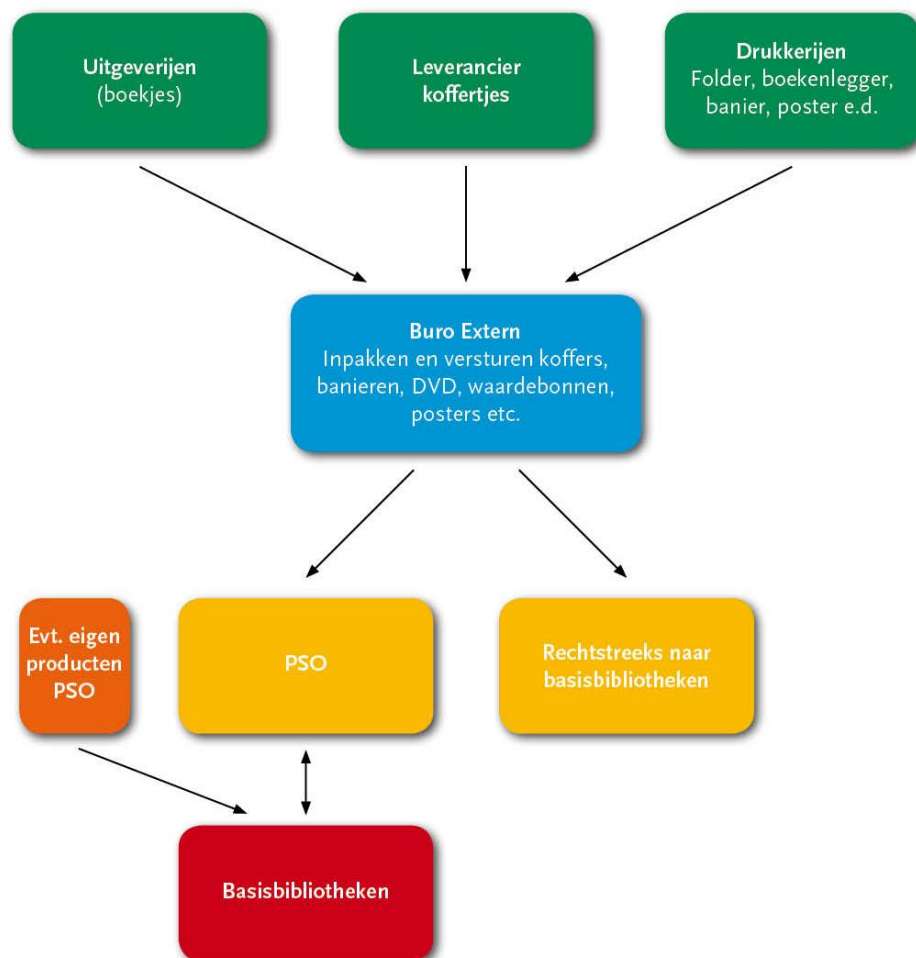 Uitgeverijen
(boekjes)
Leverancier
koffertjes
Drukkerijen
Folder, boekenlegger,
banier, poster e.d.
Buro Extern
Inpakken en versturen koffers,
banieren, DVD, waardebonnen,
posters etc.
Evt. eigen
producten
PSO
PSO
Rechtstreeks naar
basisbibliotheken
Basisbibliotheken